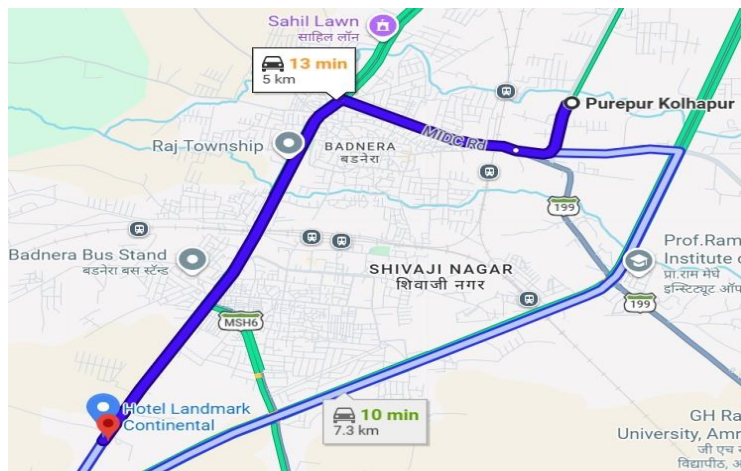 Sahil Lawn
साहिल लॉन
13 min
5 km
Purepur Kolhapur
MIDC Rd
Raj Township
BADNERA
बडनेरा
199
Prof.Ram
Institute o
प्रा.राम मेघे
इन्स्टिट्यूट ऑफ
Badnera Bus Stand
बडनेरा बस स्टॅन्ड
SHIVAJI NAGAR
शिवाजी नगर
199
MSH6
Hotel Landmark
Continental
10 min
7.3 km
GH Ra
University, Amr
जी एच
विद्यापीठ,